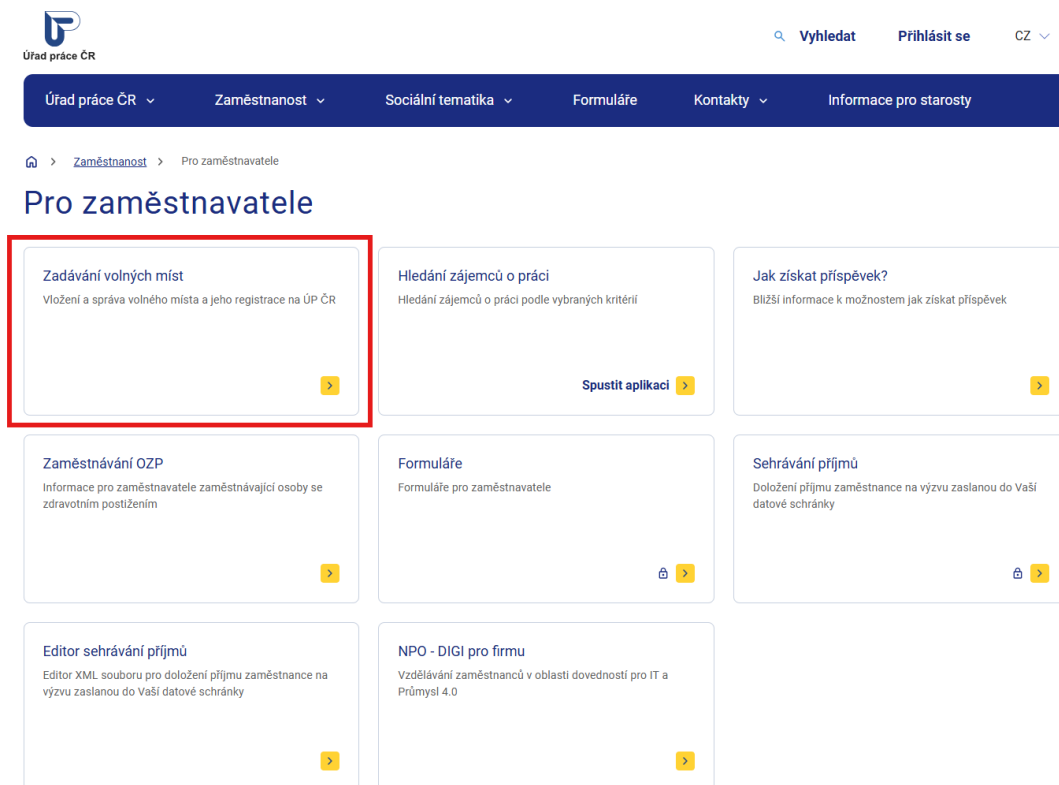 Úřad práce ČR
Vyhledat
Přihlásit se
CZ
Úřad práce ČR
Zaměstnanost
Sociální tematika
Formuláře
Kontakty
Informace pro starosty
Zaměstnanost
Pro zaměstnavatele
Pro zaměstnavatele
Zadávání volných míst
Vložení a správa volného místa a jeho registrace na ÚP ČR
Hledání zájemců o práci
Hledání zájemců o práci podle vybraných kritérií
Spustit aplikaci
Jak získat příspěvek?
Bližší informace k možnostem jak získat příspěvek
Zaměstnávání OZP
Informace pro zaměstnavatele zaměstnávající osoby se
zdravotním postižením
Formuláře
Formuláře pro zaměstnavatele
Sehrávání příjmů
Doložení příjmu zaměstnance na výzvu zaslanou do Vaší
datové schránky
Editor sehrávání příjmů
Editor XML souboru pro doložení příjmu zaměstnance na
výzvu zaslanou do Vaší datové schránky
NPO - DIGI pro firmu
Vzdělávání zaměstnanců v oblasti dovedností pro IT a
Průmysl 4.0